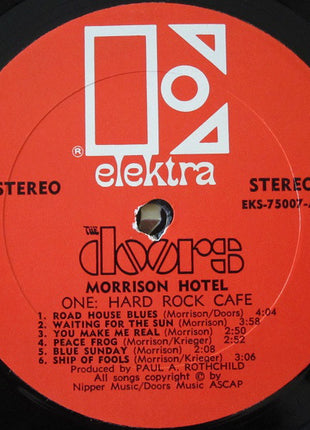 ® elektra
STEREO STEREO
EKS-75007-
THE
doors
MORRISON HOTEL
ONE: HARD ROCK CAFE
1. ROAD HOUSE BLUES (Morrison/Doors) 4:04
2. WAITING FOR THE SUN (Morrison) 3:58
3. YOU MAKE ME REAL (Morrison) 2:50
4. PEACE FROG (Morrison/Krieger) 2:52
5. BLUE SUNDAY (Morrison) 2:08
6. SHIP OF FOOLS (Morrison/Krieger) 3:06
Produced by PAUL A. ROTHCHILD
All songs copyright © by
Nipper Music/Doors Music ASCAP